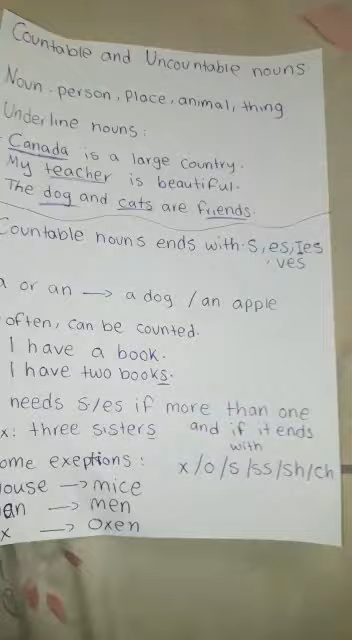 Countable and Uncountable nouns
Noun. person, place, animal, thing
Underline nouns:
Canada is a large country.
My teacher is beautiful.
The dog and cats are friends.
Countable nouns ends with.s, es, Ies
, ves
a or an → a dog / an apple
often, can be counted.
I have a book.
I have two books.
needs s/es if more than one
x: three sisters and if it ends
with
ome exeptions: x/o/s/ss/sh/ch
ouse → mice
an → men
x → oxen